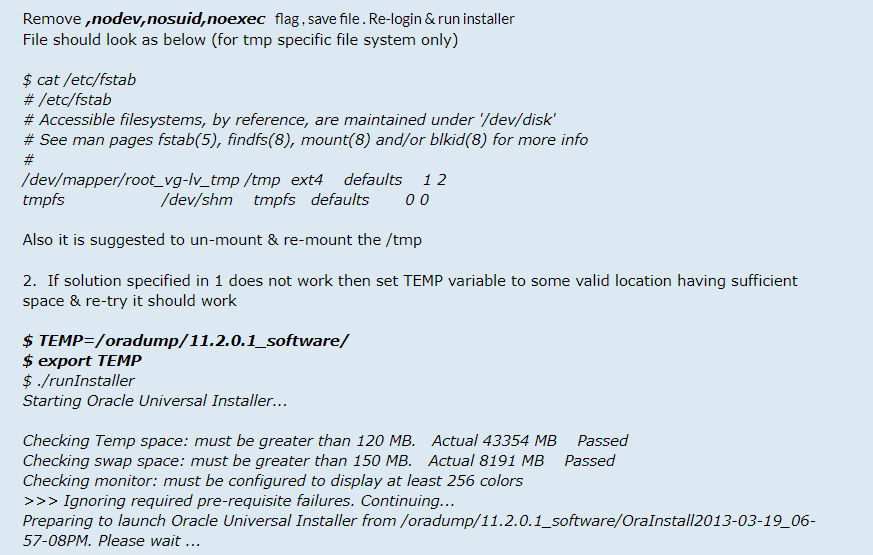 Remove ,nodev,nosuid,noexec flag , save file . Re-login & run installer
File should look as below (for tmp specific file system only)
$ cat /etc/fstab
# /etc/fstab
# Accessible filesystems, by reference, are maintained under '/dev/disk'
# See man pages fstab(5), findfs(8), mount(8) and/or blkid(8) for more info
#
/dev/mapper/root_vg-lv_tmp /tmp ext4 defaults 1 2
tmpfs /dev/shm tmpfs defaults 0 0
Also it is suggested to un-mount & re-mount the /tmp
2. If solution specified in 1 does not work then set TEMP variable to some valid location having sufficient
space & re-try it should work
$ TEMP=/oradump/11.2.0.1_software/
$ export TEMP
$ ./runInstaller
Starting Oracle Universal Installer...
Checking Temp space: must be greater than 120 MB. Actual 43354 MB Passed
Checking swap space: must be greater than 150 MB. Actual 8191 MB Passed
Checking monitor: must be configured to display at least 256 colors
>>> Ignoring required pre-requisite failures. Continuing...
Preparing to launch Oracle Universal Installer from /oradump/11.2.0.1_software/OraInstall2013-03-19_06-
57-08PM. Please wait ...